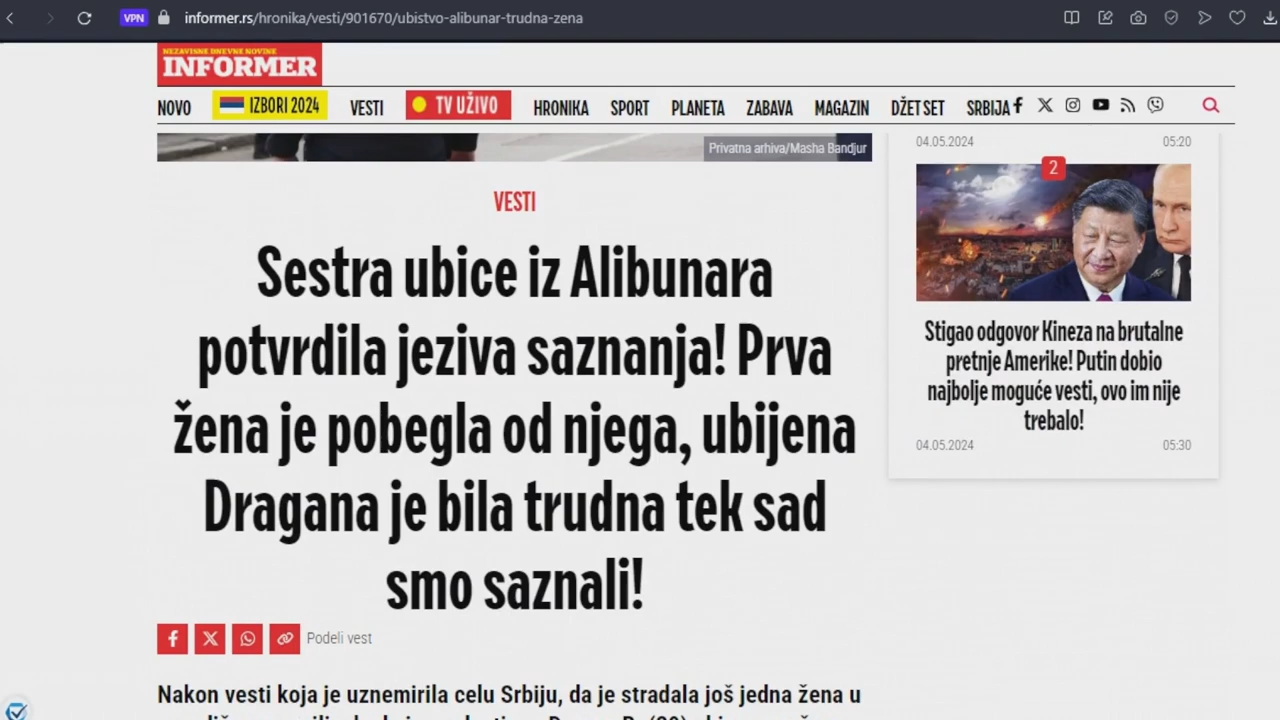 VPN
informer.rs/hronika/vesti/901670/ubistvo-alibunar-trudna-zena
NEZAVISNE DNEVNE NOVINE
INFORMER
NOVO IZBORI 2024 VESTI TV UŽIVO HRONIKA SPORT PLANETA ZABAVA MAGAZIN DŽET SET SRBIJA
Privatna arhiva/Masha Bandjur
VESTI
Sestra ubice iz Alibunara
potvrdila jeziva saznanja! Prva
žena je pobegla od njega, ubijena
Dragana je bila trudna tek sad
smo saznali!
Podeli vest
Nakon vesti koja je uznemirila celu Srbiju, da je stradala još jedna žena u
04.05.2024 05:20
2
Stigao odgovor Kineza na brutalne
pretnje Amerike! Putin dobio
najbolje moguće vesti, ovo im nije
trebalo!
04.05.2024 05:30